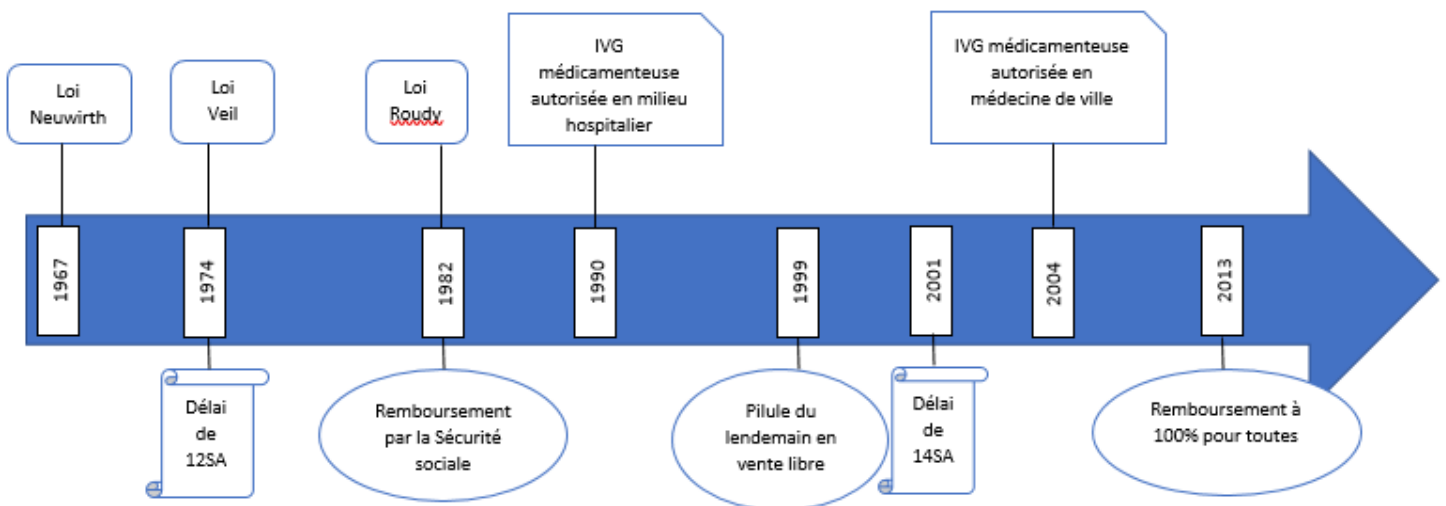 Loi
Neuwirth
Loi
Veil
Loi
Roudy
IVG
médicamenteuse
autorisée en milieu
hospitalier
IVG médicamenteuse
autorisée en
médecine de ville
1967
1974
1982
1990
1999
2001
2004
2013
Délai
de
12SA
Remboursement
par la Sécurité
sociale
Pilule du
lendemain en
vente libre
Délai
de
14SA
Remboursement à
100% pour toutes